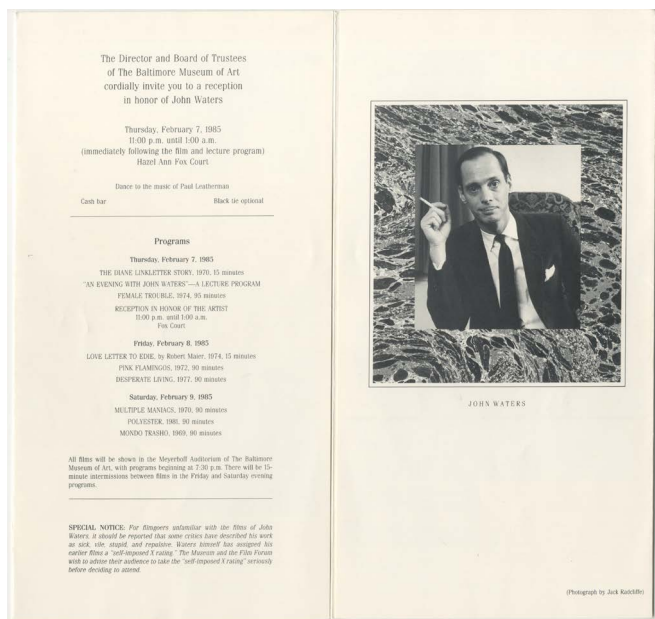 The Director and Board of Trustees
of The Baltimore Museum of Art
cordially invite you to a reception
in honor of John Waters
Thursday, February 7, 1985
11:00 p.m. until 1:00 a.m.
(immediately following the film and lecture program)
Hazel Ann Fox Court
Dance to the music of Paul Leatherman
Cash bar Black tie optional
Programs
Thursday, February 7, 1985
THE DIANE LINKLETTER STORY, 1970, 15 minutes
"AN EVENING WITH JOHN WATERS"—A LECTURE PROGRAM
FEMALE TROUBLE, 1974, 95 minutes
RECEPTION IN HONOR OF THE ARTIST
11:00 p.m. until 1:00 a.m.
Fox Court
Friday, February 8, 1985
LOVE LETTER TO EDIE, by Robert Maier, 1974, 15 minutes
PINK FLAMINGOS, 1972, 90 minutes
DESPERATE LIVING, 1977, 90 minutes
Saturday, February 9, 1985
MULTIPLE MANIACS, 1970, 90 minutes
POLYESTER, 1981, 90 minutes
MONDO TRASHO, 1969, 90 minutes
All films will be shown in the Meyerhoff Auditorium of The Baltimore
Museum of Art, with programs beginning at 7:30 p.m. There will be 15-
minute intermissions between films in the Friday and Saturday evening
programs.
SPECIAL NOTICE: For filmgoers unfamiliar with the films of John
Waters, it should be reported that some critics have described his work
as sick, vile, stupid, and repulsive. Waters himself has assigned his
earlier films a "self-imposed X rating." The Museum and the Film Forum
wish to advise their audience to take the "self-imposed X rating" seriously
before deciding to attend.
JOHN WATERS
(Photograph by Jack Radcliffe)